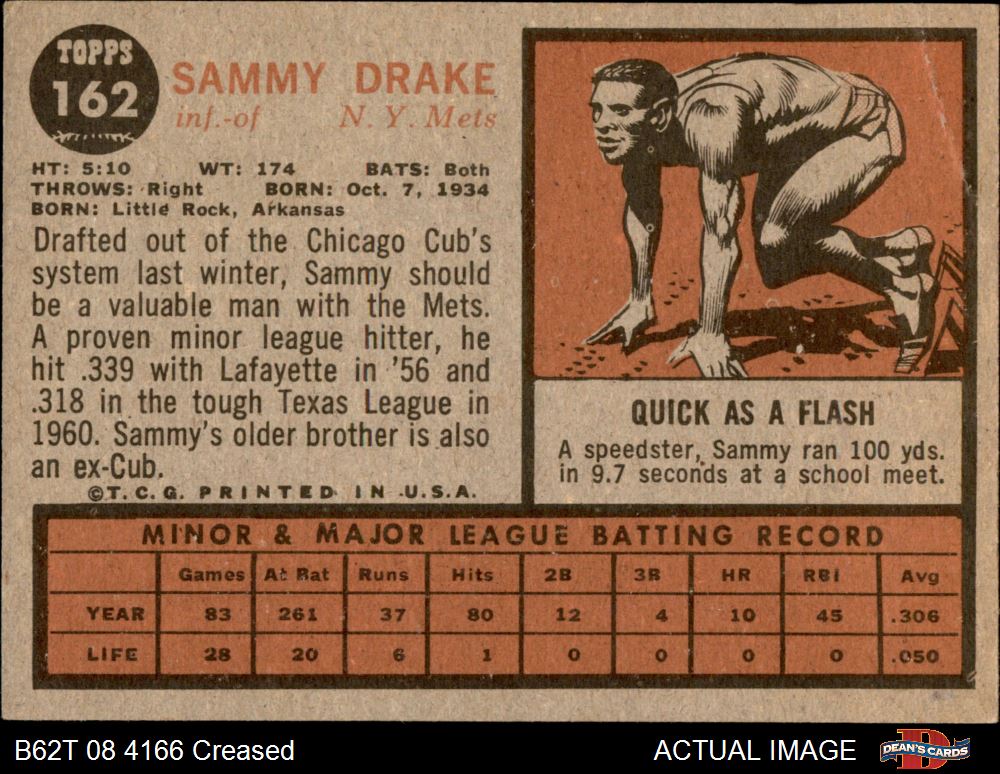 TOPPS
162
SAMMY DRAKE
inf.-of N. Y. Mets
HT: 5:10 WT: 174 BATS: Both
THROWS: Right BORN: Oct. 7, 1934
BORN: Little Rock, Arkansas
Drafted out of the Chicago Cub's
system last winter, Sammy should
be a valuable man with the Mets.
A proven minor league hitter, he
hit .339 with Lafayette in '56 and
.318 in the tough Texas League in
1960. Sammy's older brother is also
an ex-Cub.
©T.C.G. PRINTED IN U.S.A.
QUICK AS A FLASH
A speedster, Sammy ran 100 yds.
in 9.7 seconds at a school meet.
MINOR & MAJOR LEAGUE BATTING RECORD
Games At Bat Runs Hits 2B 3B HR RBI Avg
YEAR 83 261 37 80 12 4 10 45 .306
LIFE 28 20 6 1 0 0 0 0 .050
B62T 08 4166 Creased ACTUAL IMAGE
DEAN'S CARDS